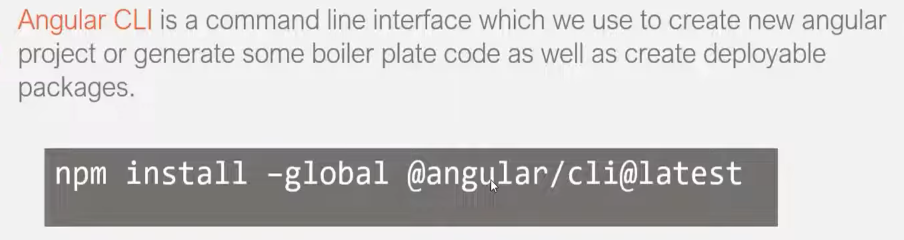 Angular CLI is a command line interface which we use to create new angular
project or generate some boiler plate code as well as create deployable
packages.
npm install –global @angular/cli@latest